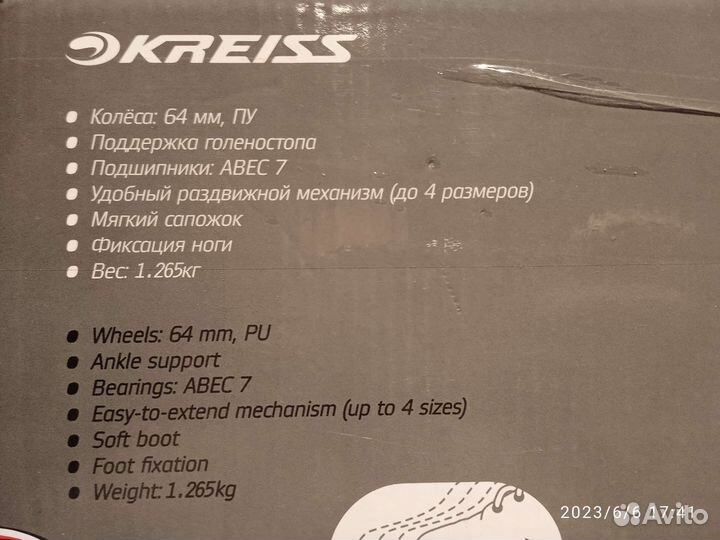 KREISS
• Колёса: 64 мм, ПУ
• Поддержка голеностопа
• Подшипники: ABEC 7
• Удобный раздвижной механизм (до 4 размеров)
• Мягкий сапожок
• Фиксация ноги
• Вес: 1.265кг
• Wheels: 64 mm, PU
• Ankle support
• Bearings: ABEC 7
• Easy-to-extend mechanism (up to 4 sizes)
• Soft boot
• Foot fixation
• Weight: 1.265kg
2023/6/6 17:41
Avito